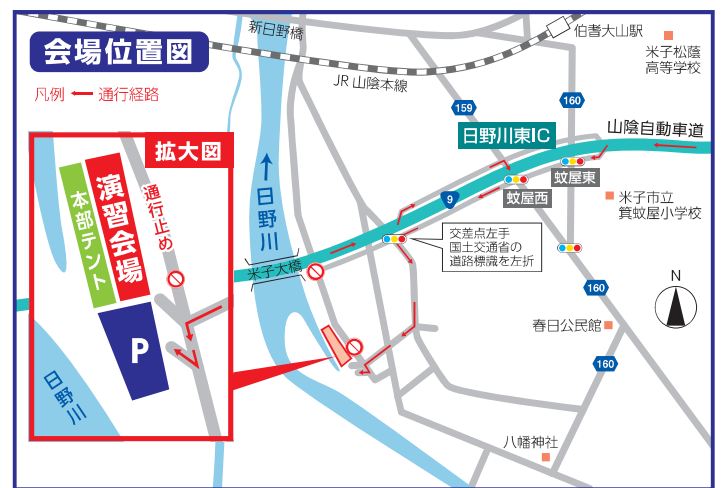 会場位置図
凡例 通行経路
新日野橋
伯耆大山駅
米子松蔭
高等学校
JR山陰本線
159
160
日野川東IC
山陰自動車道
拡大図
演習会場
本部テント
通行止め
P
日野川
日野川
9
蚊屋東
蚊屋西
米子市立
箕蚊屋小学校
交差点左手
国土交通省の
道路標識を左折
米子大橋
160
N
春日公民館
160
八幡神社